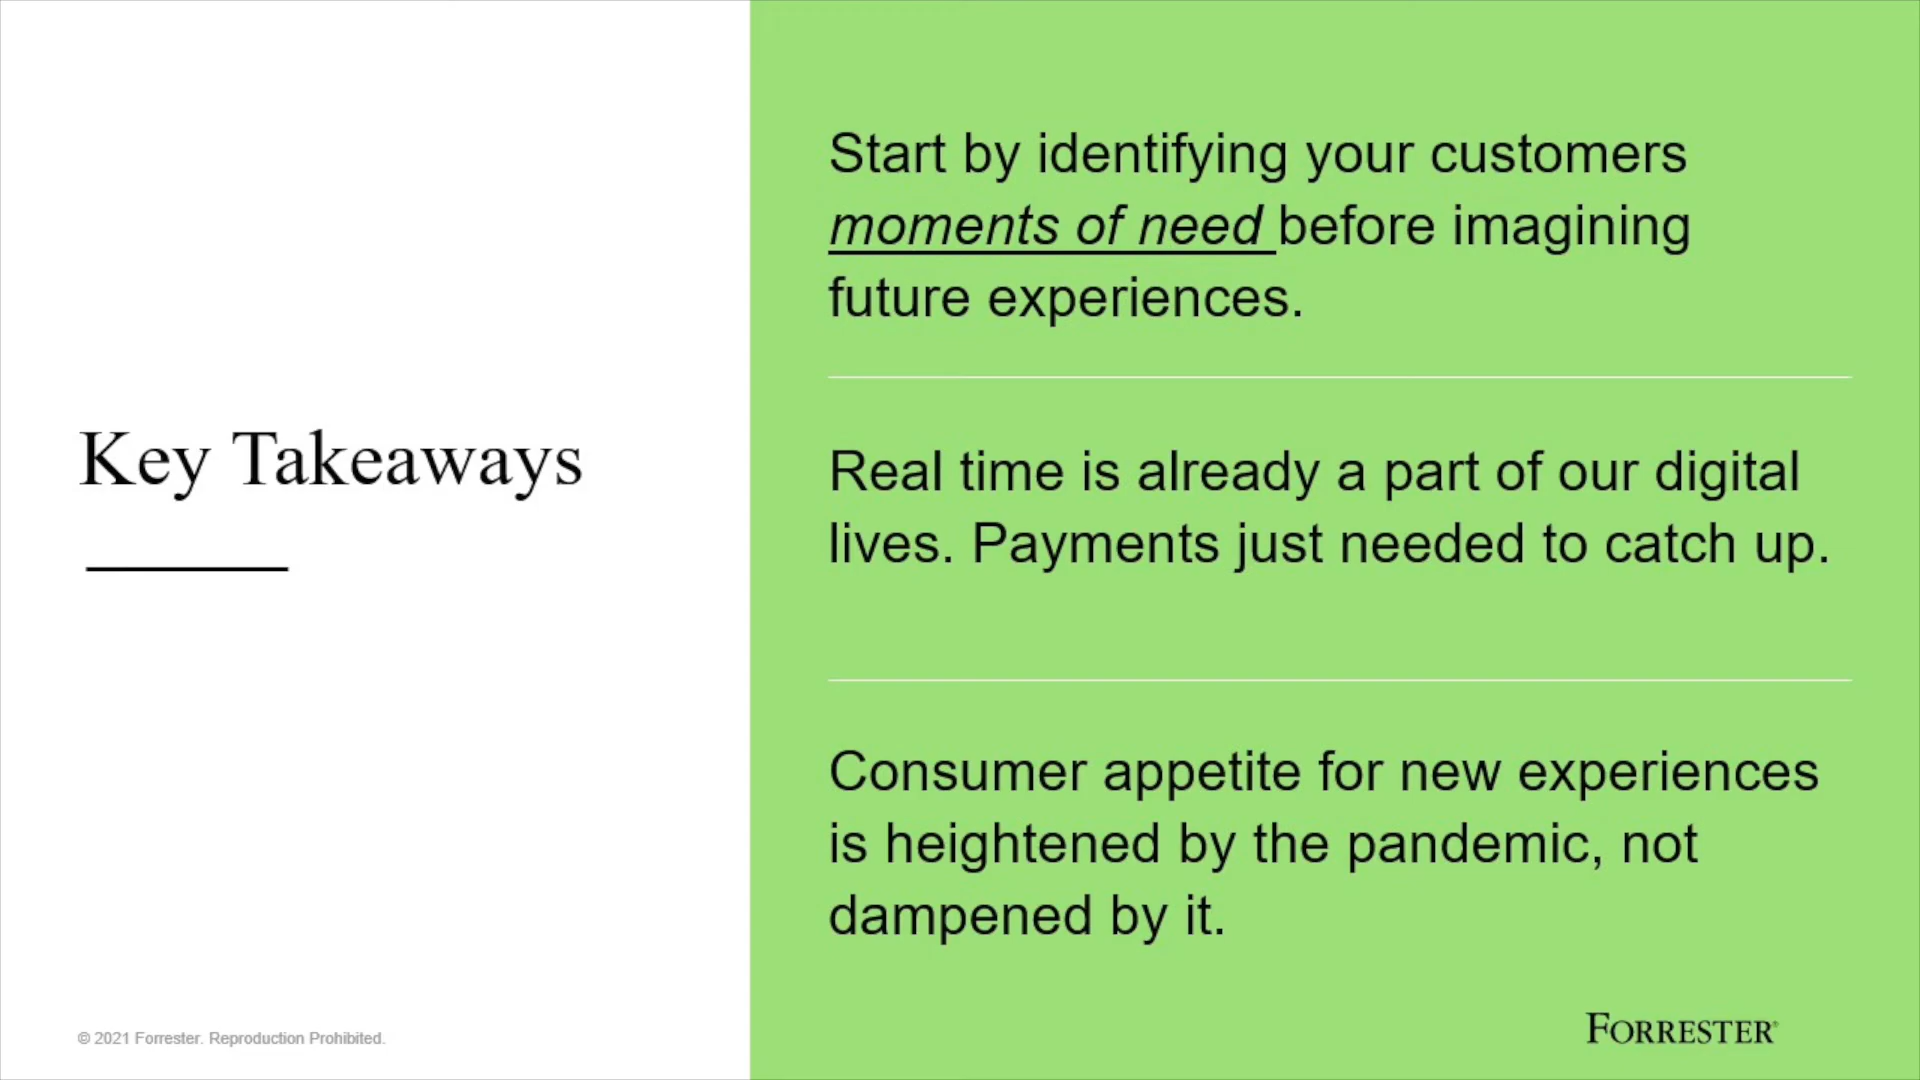 Key Takeaways
Start by identifying your customers
moments of need before imagining
future experiences.
Real time is already a part of our digital
lives. Payments just needed to catch up.
Consumer appetite for new experiences
is heightened by the pandemic, not
dampened by it.
© 2021 Forrester. Reproduction Prohibited.
FORRESTER®